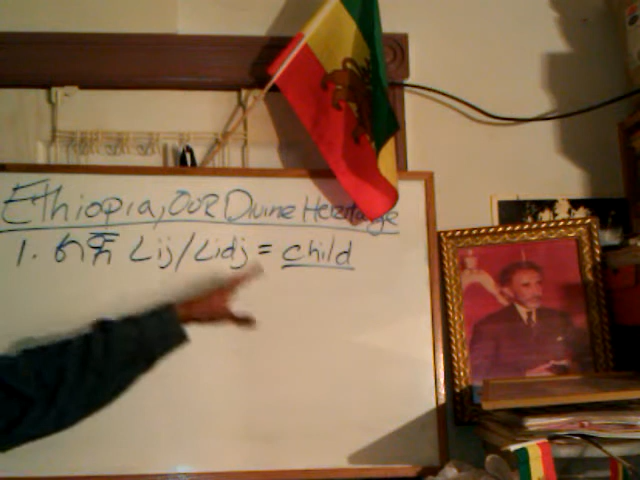 Ethiopia, Our Divine Heritage
1. ልጅ Lij/Lidj = child